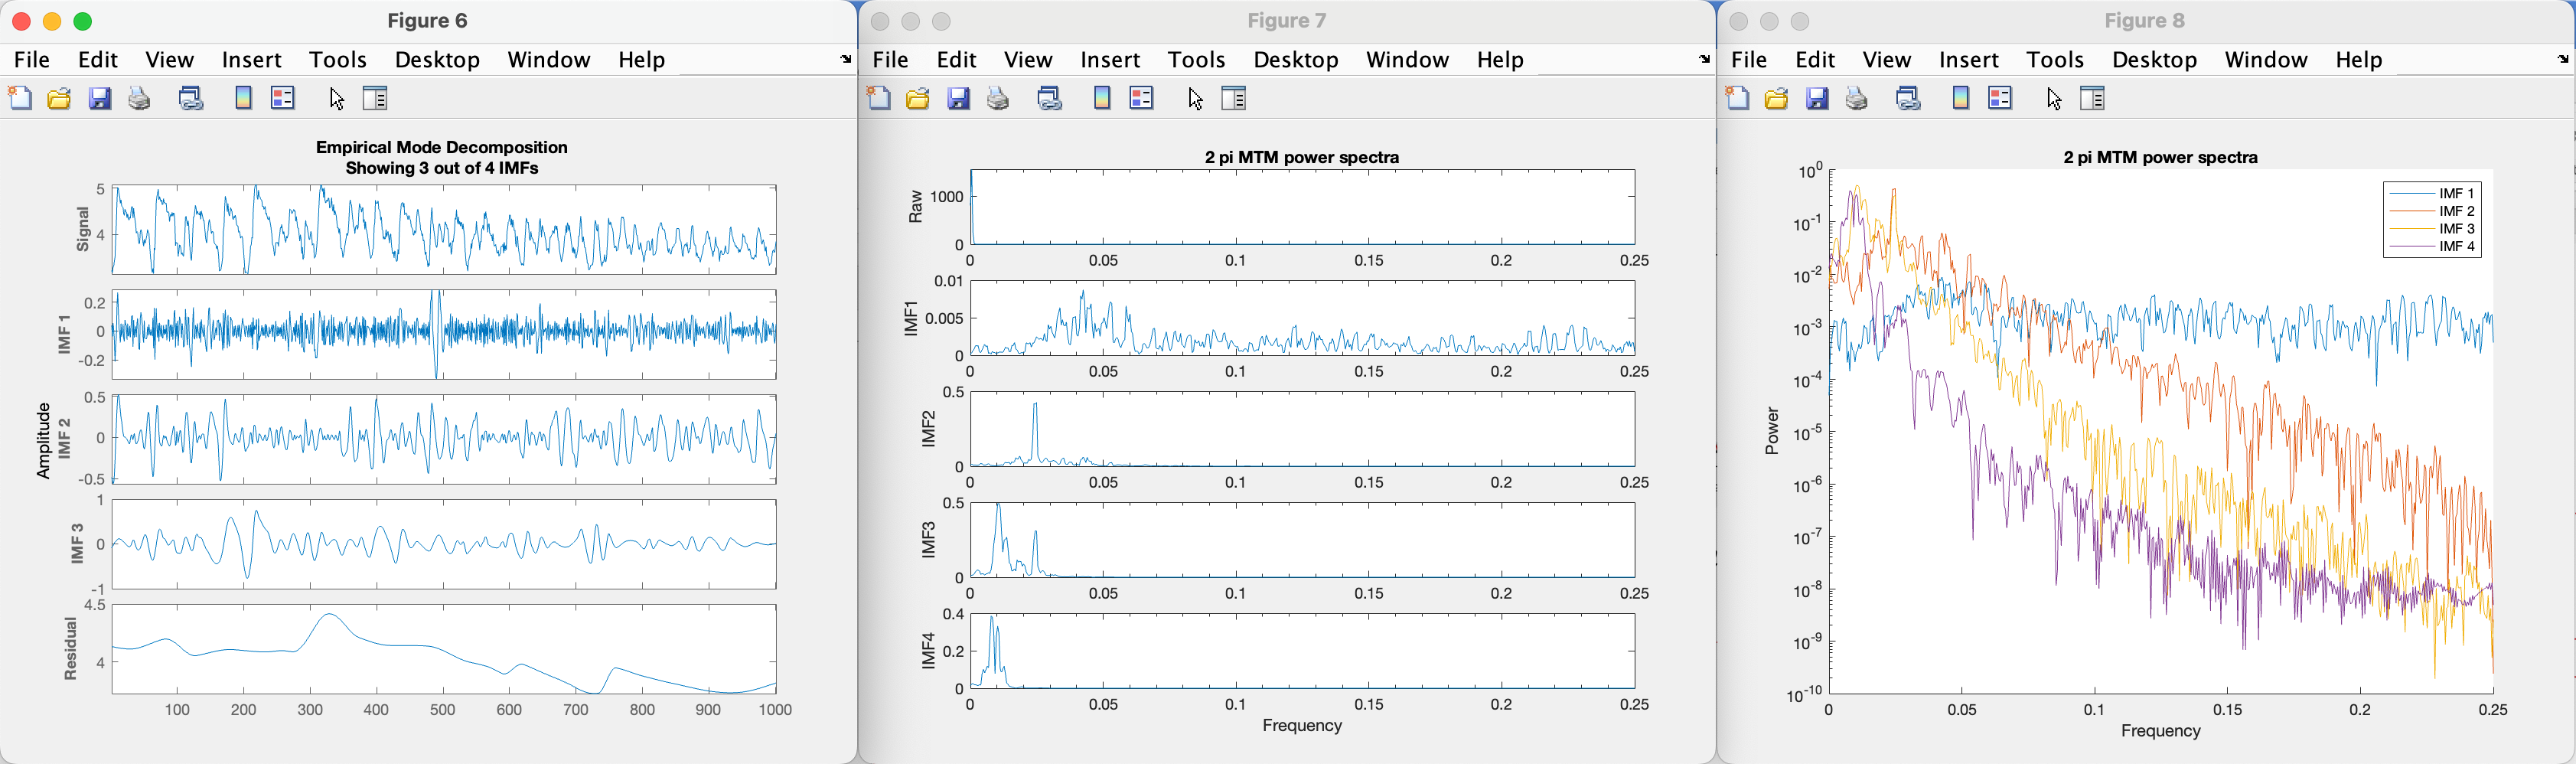 Figure 6
File Edit View Insert Tools Desktop Window Help
Empirical Mode Decomposition
Showing 3 out of 4 IMFs
Amplitude
Signal
5
4
IMF 1
0.2
0
-0.2
IMF 2
0.5
0
-0.5
IMF 3
1
0
-1
Residual
4.5
4
100 200 300 400 500 600 700 800 900 1000
Figure 7
File Edit View Insert Tools Desktop Window Help
2 pi MTM power spectra
Raw
1000
0
0 0.05 0.1 0.15 0.2 0.25
IMF1
0.01
0.005
0
0 0.05 0.1 0.15 0.2 0.25
IMF2
0.5
0
0 0.05 0.1 0.15 0.2 0.25
IMF3
0.5
0
0 0.05 0.1 0.15 0.2 0.25
IMF4
0.4
0.2
0
0 0.05 0.1 0.15 0.2 0.25
Frequency
Figure 8
File Edit View Insert Tools Desktop Window Help
2 pi MTM power spectra
Power
10^0
10^-1
10^-2
10^-3
10^-4
10^-5
10^-6
10^-7
10^-8
10^-9
10^-10
IMF 1
IMF 2
IMF 3
IMF 4
0 0.05 0.1 0.15 0.2 0.25
Frequency